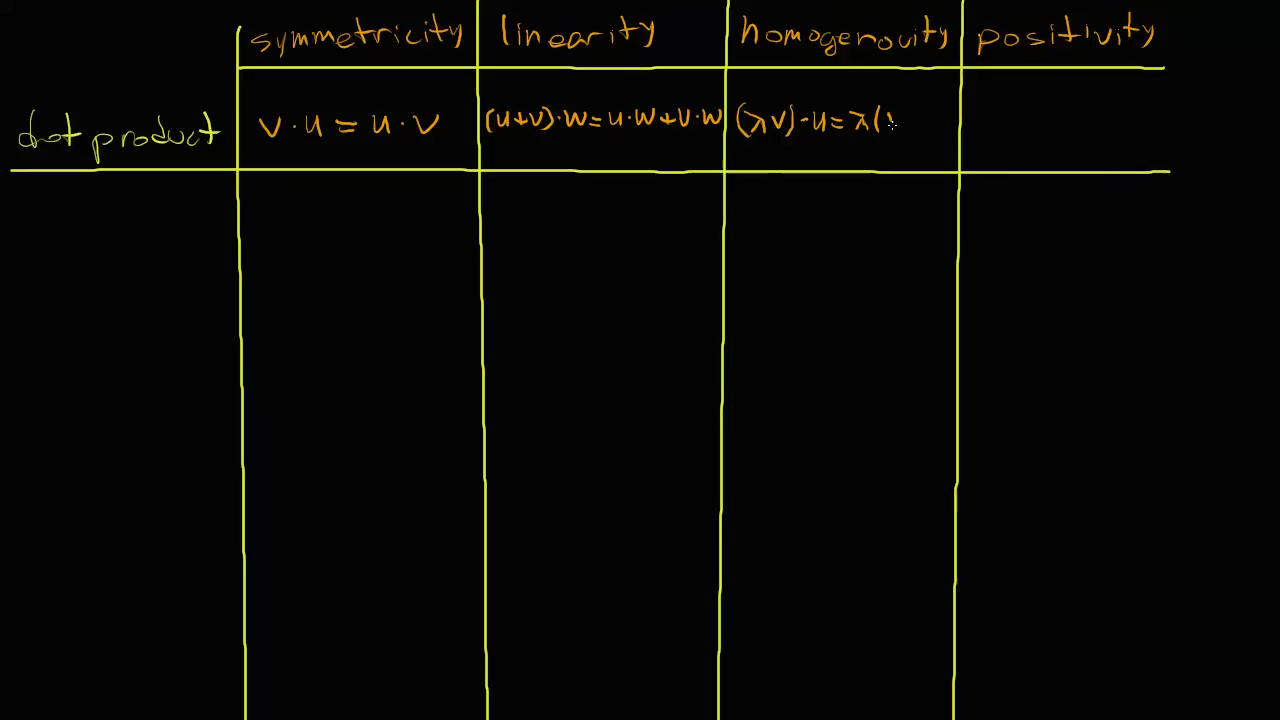 symmetricity linearity homogenouity positivity
dot product v · u = u · v (u+v)·w=u·w+v·w (λv)·u=λ(